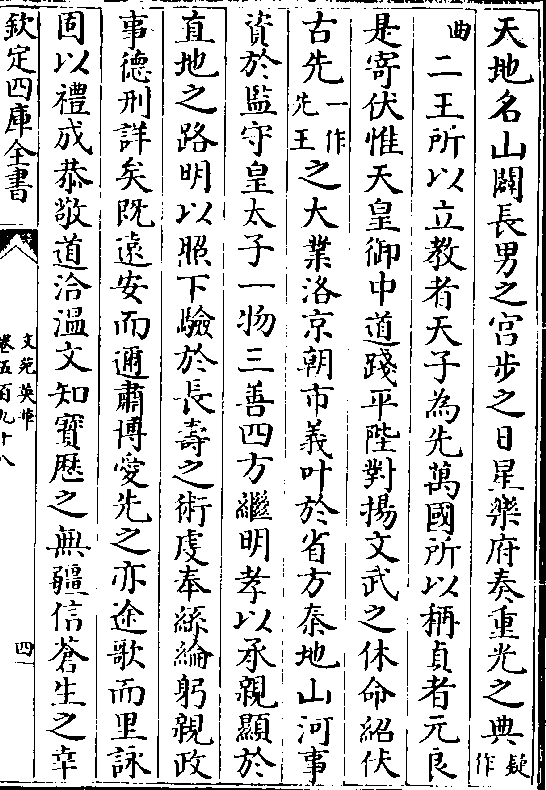 天地名山闢長男之宮步之日星樂府奏重光之典疑作
曲二王所以立教者天子為先萬國所以稱貞者元良
是寄伏惟天皇御中道踐平陛對揚文武之休命紹伏
古先一作先王之大業洛京朝市義叶於省方秦地山河事
資於監守皇太子一物三善四方繼明孝以承親顯於
直地之路明以照下驗於長壽之術虔奉絲綸躬親政
事德刑詳矣既遠安而邇肅博愛先之亦途歌而里詠
固以禮成恭敬道洽溫文知寶歷之無疆信蒼生之幸
欽定四庫全書
文苑英華
卷五百九十八
四